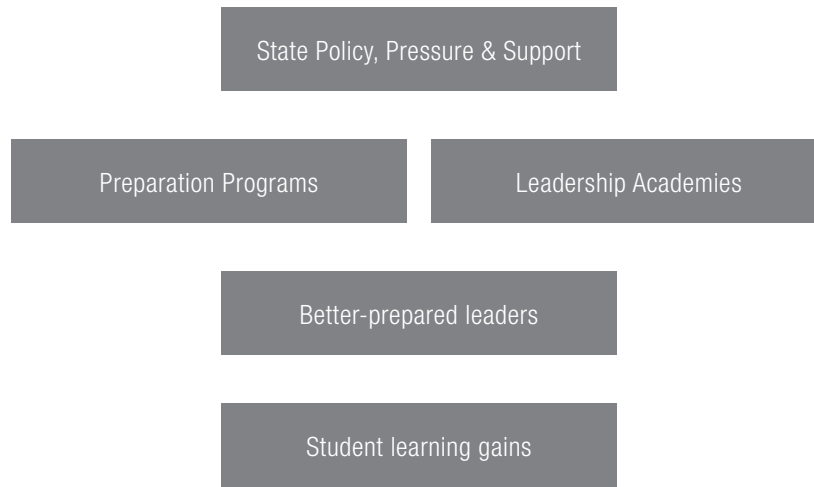 State Policy, Pressure & Support
Preparation Programs
Leadership Academies
Better-prepared leaders
Student learning gains